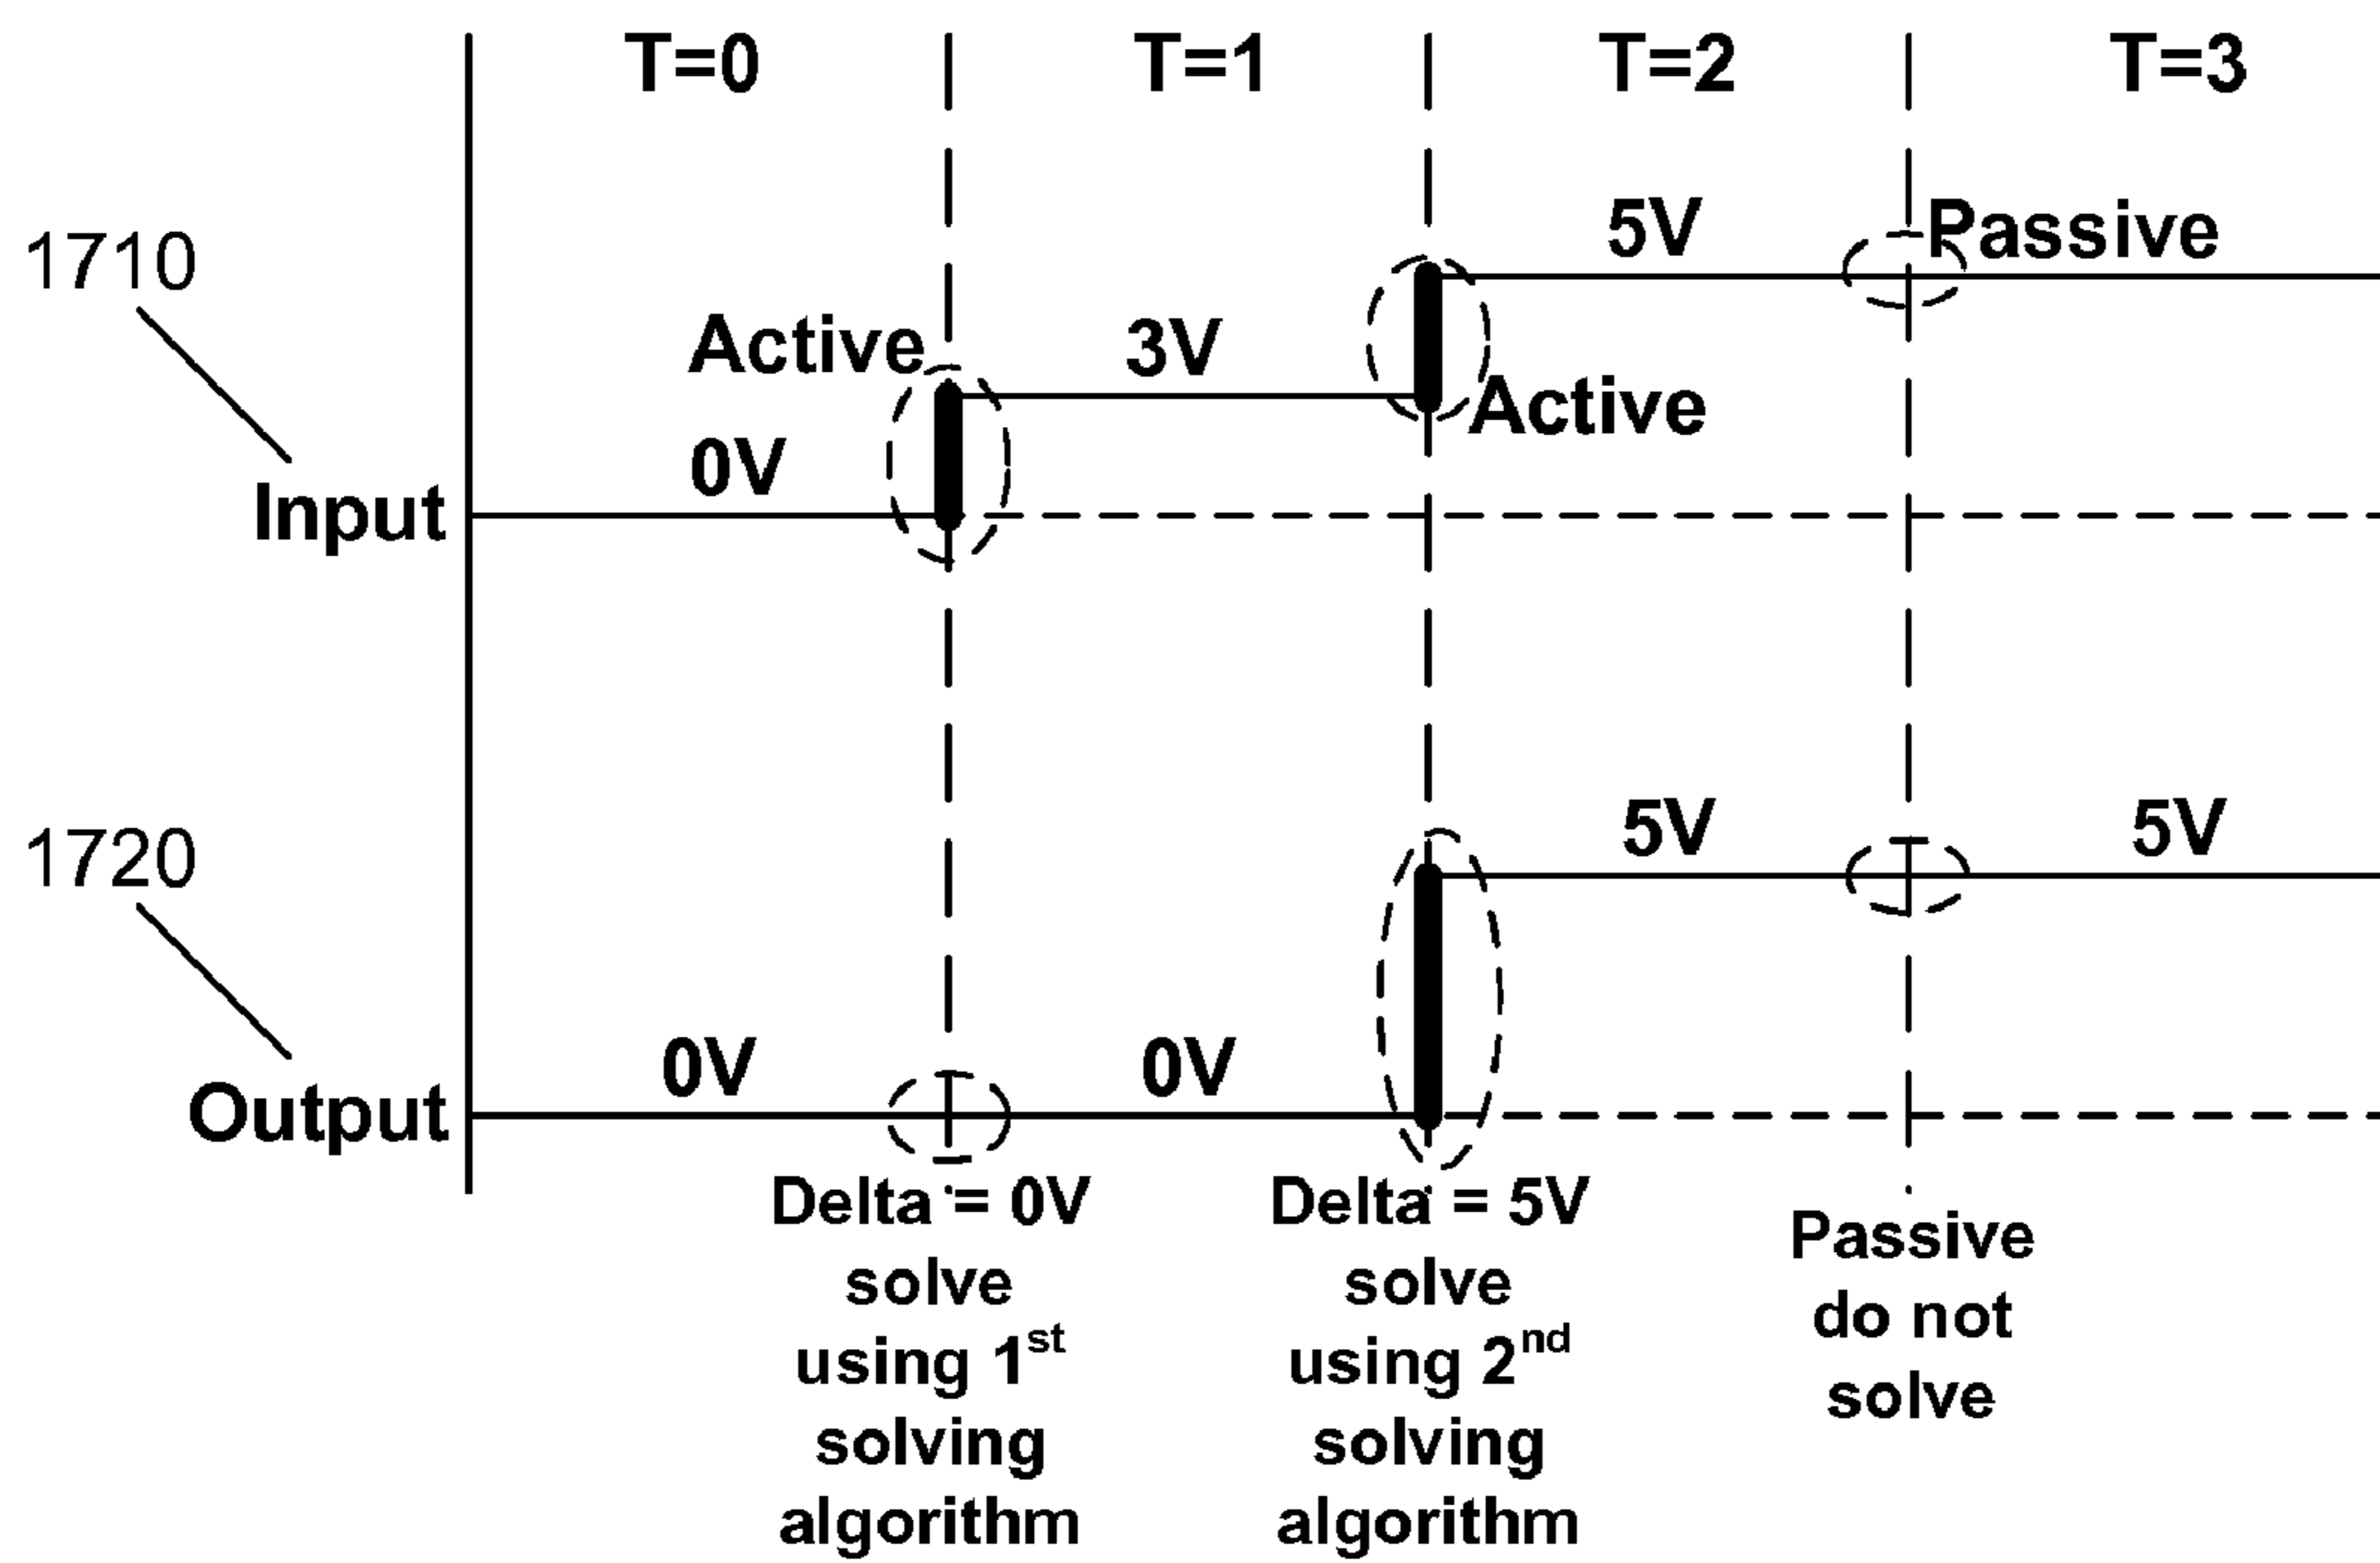 T=0 T=1 T=2 T=3
5V Passive
1710
Active 3V
Active
0V
Input
5V 5V
1720
0V 0V
Output
Delta = 0V
solve
using 1st
solving
algorithm
Delta = 5V
solve
using 2nd
solving
algorithm
Passive
do not
solve